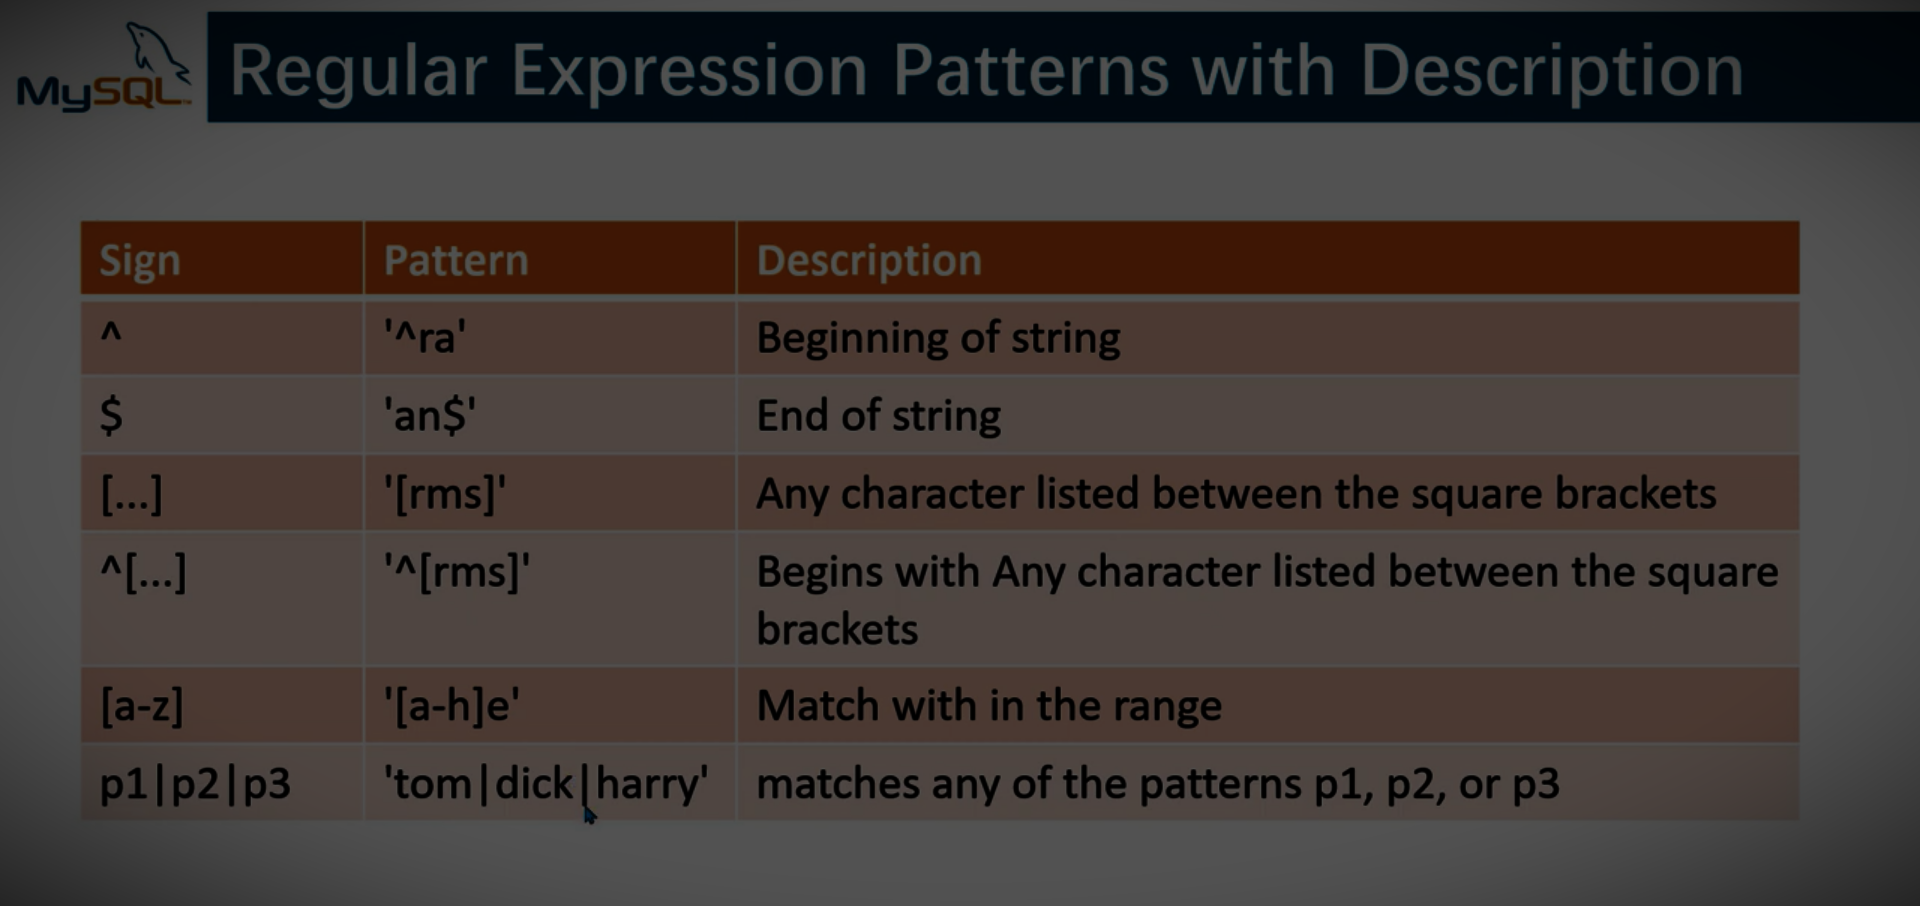 MySQL
Regular Expression Patterns with Description
Sign Pattern Description
^ '^ra' Beginning of string
$ 'an$' End of string
[...] '[rms]' Any character listed between the square brackets
^[...] '^[rms]' Begins with Any character listed between the square
brackets
[a-z] '[a-h]e' Match with in the range
p1|p2|p3 'tom|dick|harry' matches any of the patterns p1, p2, or p3